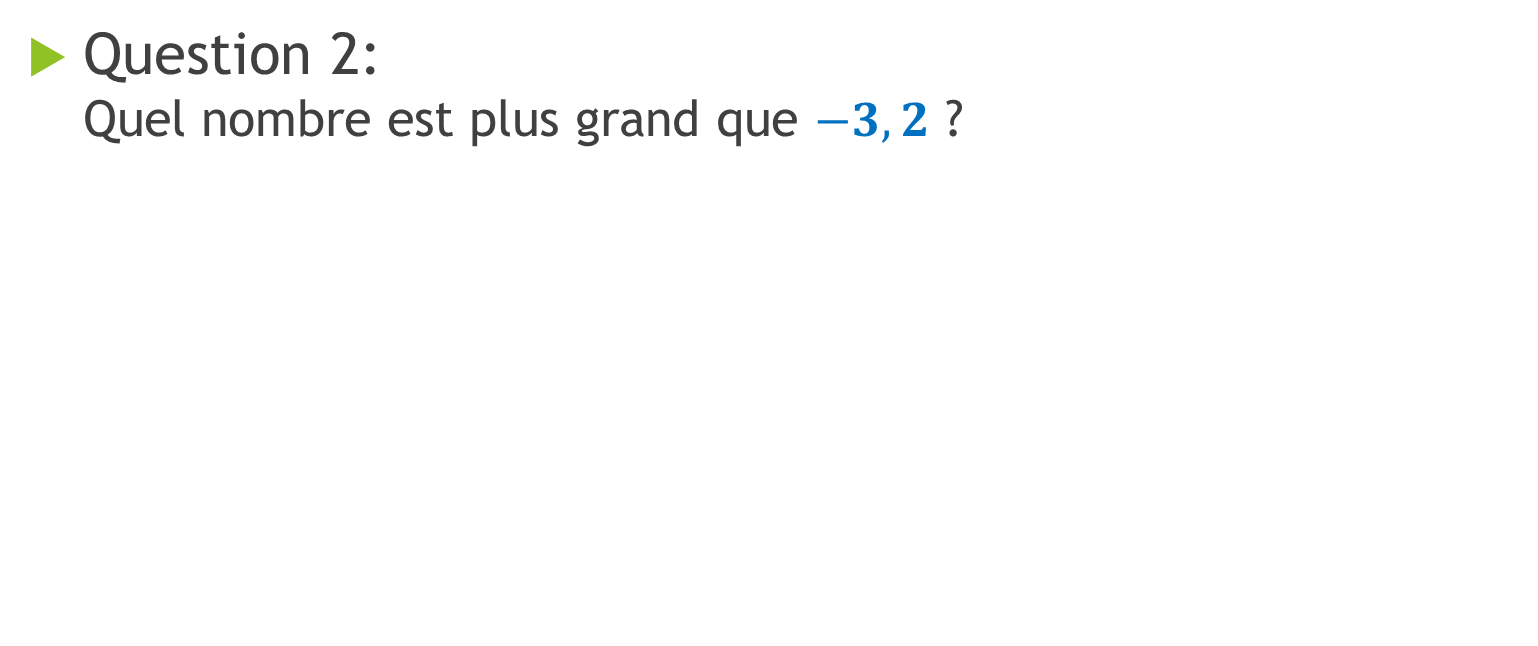 Question 2:
Quel nombre est plus grand que −3, 2 ?